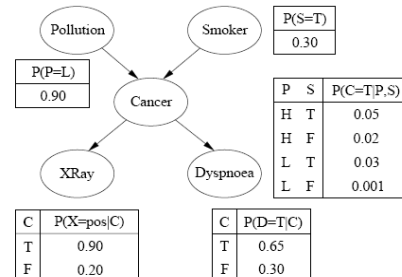 Pollution
Smoker
P(S=T)
0.30
P(P=L)
0.90
Cancer
P S P(C=T|P,S)
H T 0.05
H F 0.02
L T 0.03
L F 0.001
XRay
Dyspnoea
C P(X=pos|C)
T 0.90
F 0.20
C P(D=T|C)
T 0.65
F 0.30